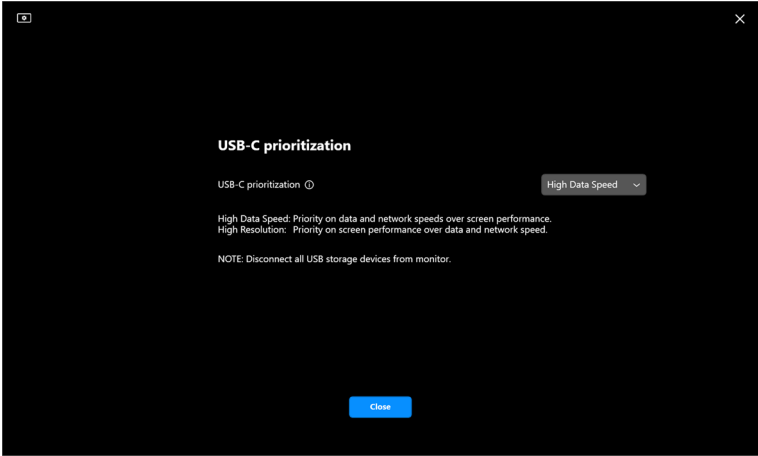 USB-C prioritization
USB-C prioritization
High Data Speed
High Data Speed: Priority on data and network speeds over screen performance.
High Resolution: Priority on screen performance over data and network speed.
NOTE: Disconnect all USB storage devices from monitor.
Close